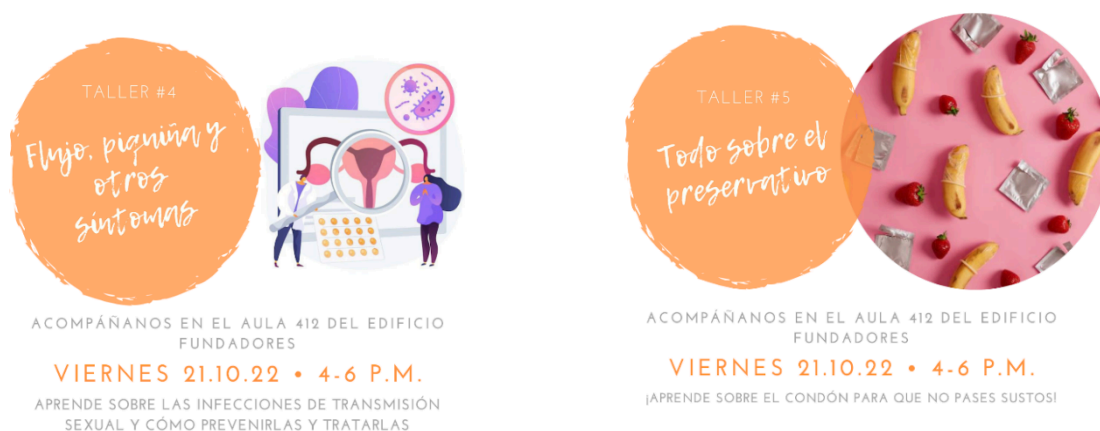 TALLER #4
Flujo, piquiña y
otros
síntomas
ACOMPÁÑANOS EN EL AULA 412 DEL EDIFICIO
FUNDADORES
VIERNES 21.10.22 • 4-6 P.M.
APRENDE SOBRE LAS INFECCIONES DE TRANSMISIÓN
SEXUAL Y CÓMO PREVENIRLAS Y TRATARLAS
TALLER #5
Todo sobre el
preservativo
ACOMPÁÑANOS EN EL AULA 412 DEL EDIFICIO
FUNDADORES
VIERNES 21.10.22 • 4-6 P.M.
¡APRENDE SOBRE EL CONDÓN PARA QUE NO PASES SUSTOS!